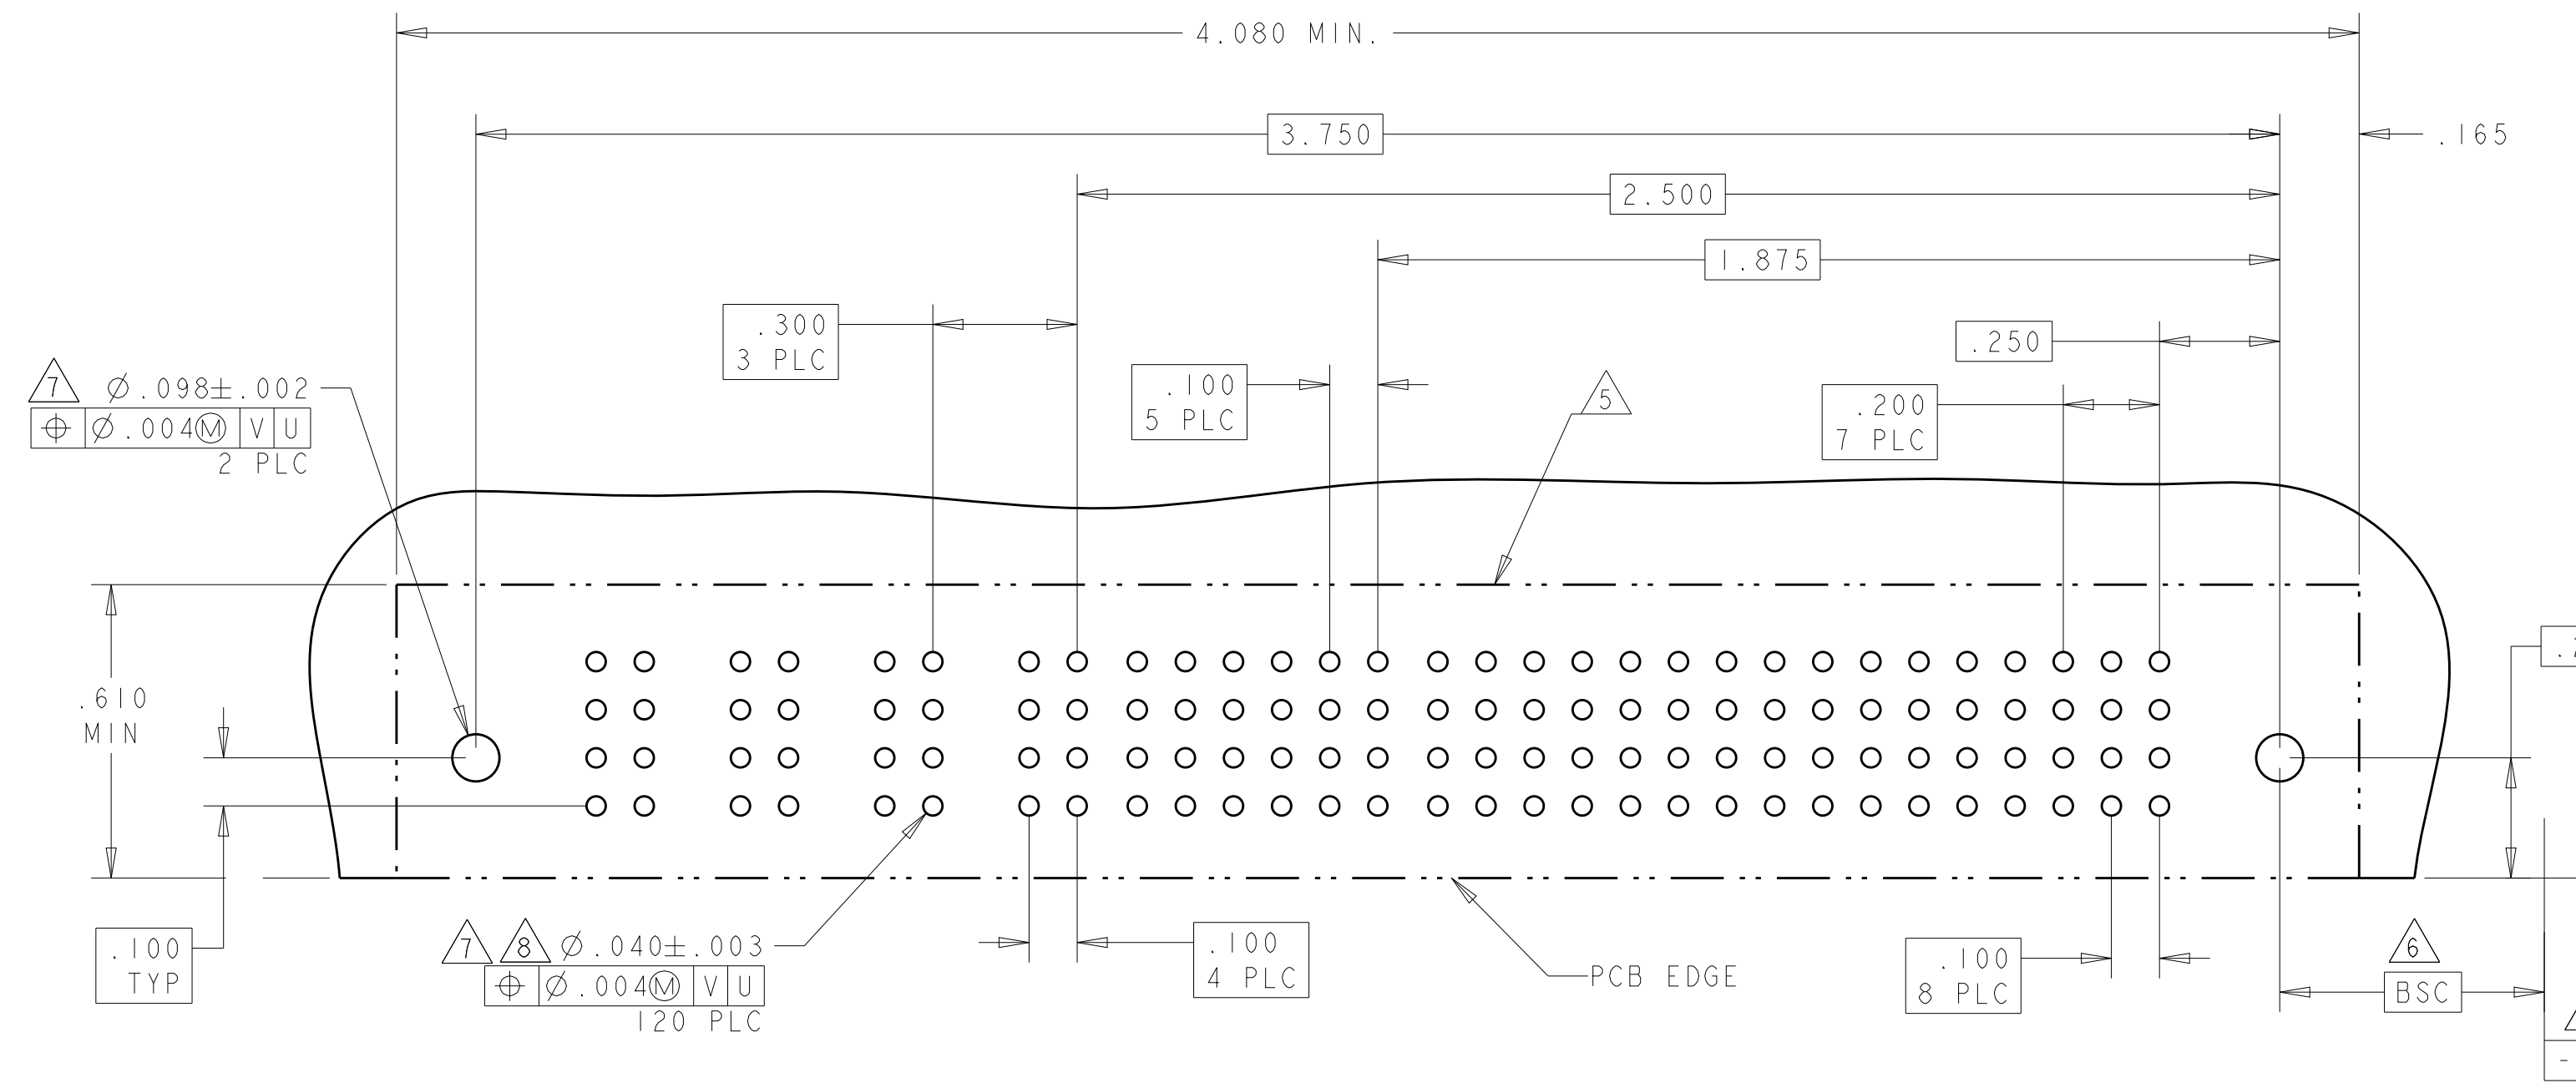 4.080 MIN.
3.750
.165
2.500
1.875
.300
3 PLC
.250
.100
5 PLC
5
.200
7 PLC
7 Ø.098±.002
⌖ Ø.004Ⓜ V U
2 PLC
.610
MIN
.100
TYP
7 8 Ø.040±.003
⌖ Ø.004Ⓜ V U
120 PLC
.100
4 PLC
PCB EDGE
.100
8 PLC
6
BSC